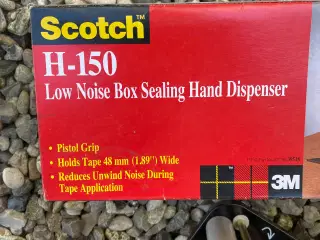 Scotch™
H-150
Low Noise Box Sealing Hand Dispenser
• Pistol Grip
• Holds Tape 48 mm (1.89") Wide
• Reduces Unwind Noise During
Tape Application
3M